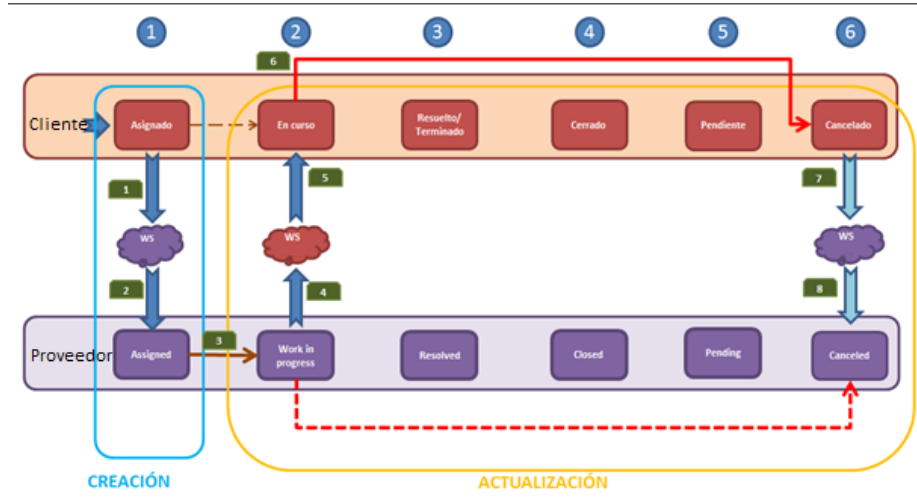 1 2 3 4 5 6
6
Cliente
Asignado
En curso
Resuelto/
Terminado
Cerrado
Pendiente
Cancelado
1
5
7
WS
WS
WS
2
4
8
Proveedor
Assigned
3
Work in
progress
Resolved
Closed
Pending
Canceled
CREACIÓN
ACTUALIZACIÓN